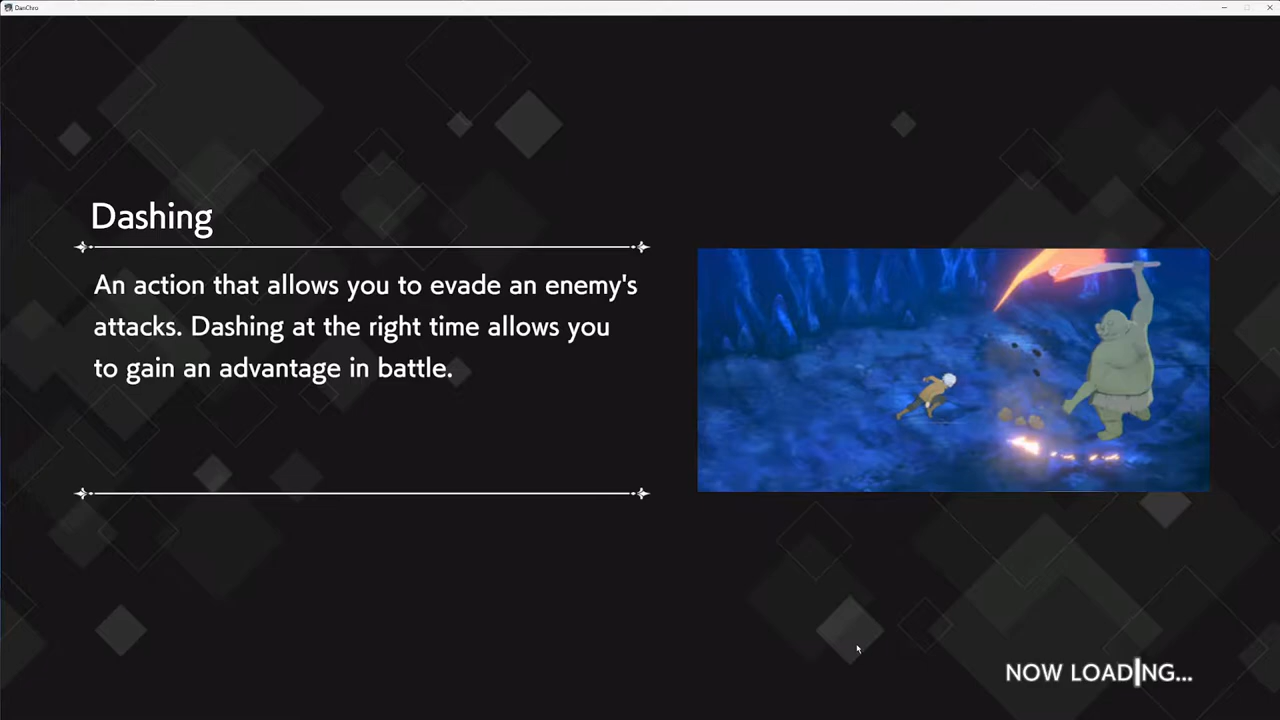 DanChro
Dashing
An action that allows you to evade an enemy's
attacks. Dashing at the right time allows you
to gain an advantage in battle.
NOW LOADING...